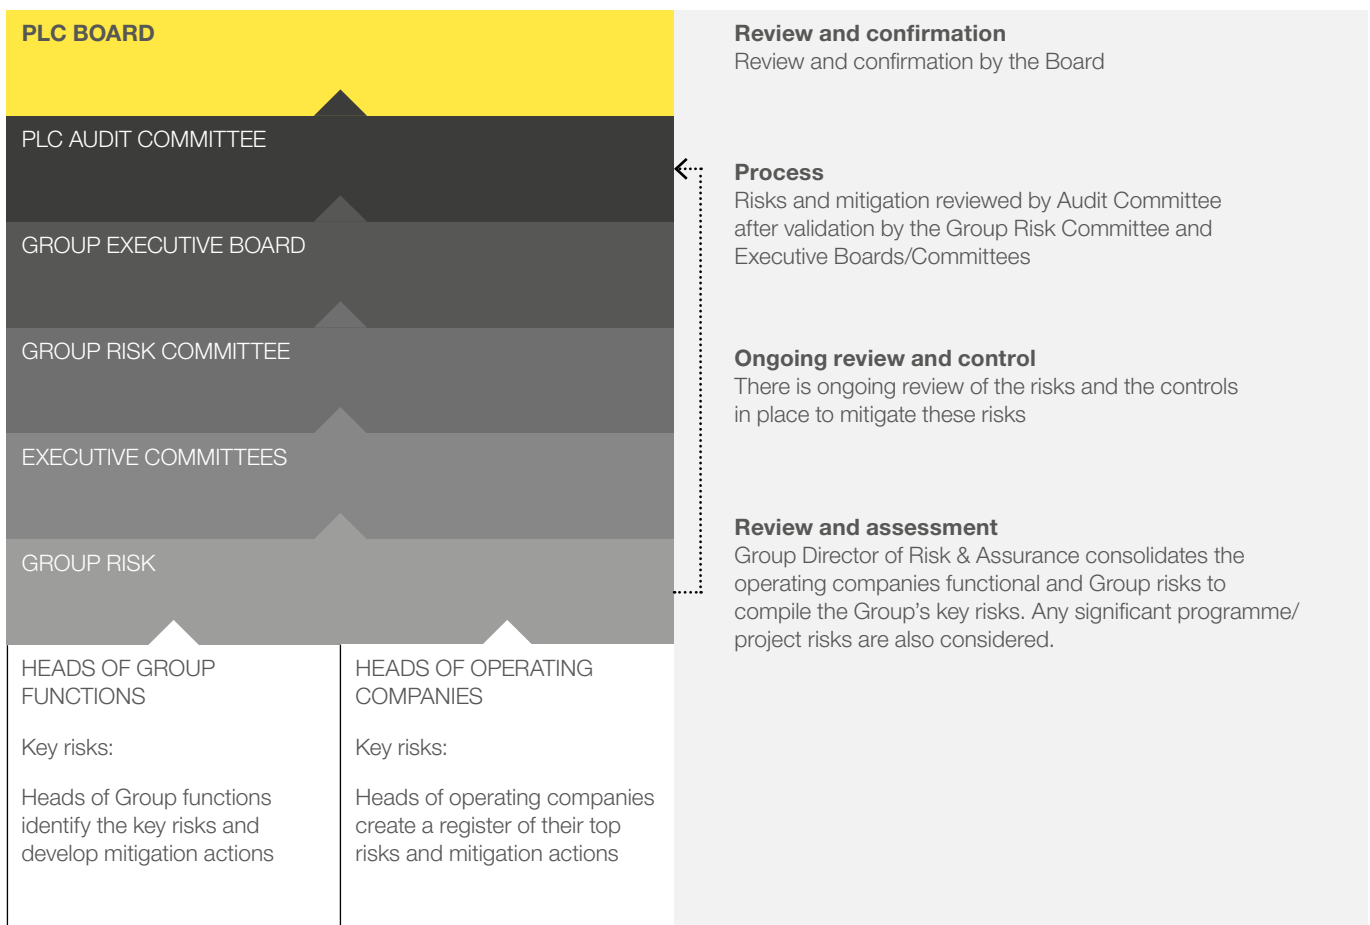 PLC BOARD
Review and confirmation
Review and confirmation by the Board
PLC AUDIT COMMITTEE
Process
Risks and mitigation reviewed by Audit Committee
after validation by the Group Risk Committee and
Executive Boards/Committees
GROUP EXECUTIVE BOARD
GROUP RISK COMMITTEE
Ongoing review and control
There is ongoing review of the risks and the controls
in place to mitigate these risks
EXECUTIVE COMMITTEES
Review and assessment
Group Director of Risk & Assurance consolidates the
operating companies functional and Group risks to
compile the Group’s key risks. Any significant programme/
project risks are also considered.
GROUP RISK
HEADS OF GROUP
FUNCTIONS
Key risks:
Heads of Group functions
identify the key risks and
develop mitigation actions
HEADS OF OPERATING
COMPANIES
Key risks:
Heads of operating companies
create a register of their top
risks and mitigation actions